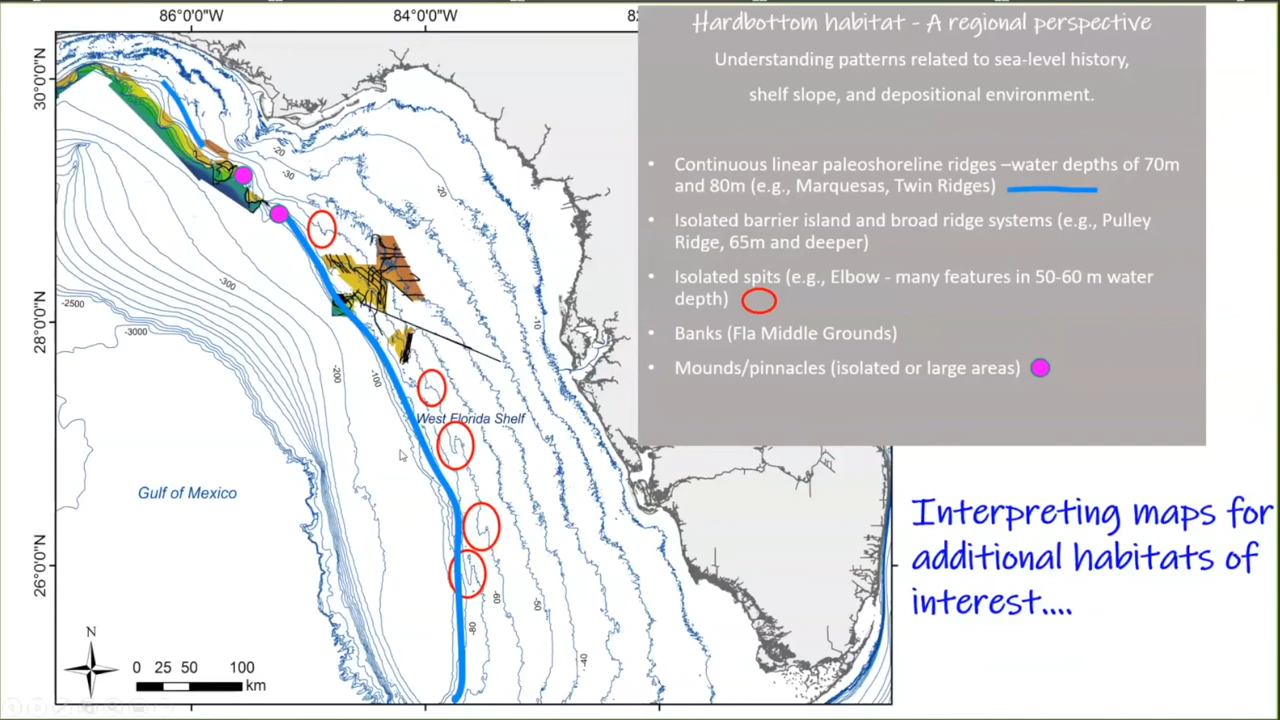 86°0'0"W
84°0'0"W
82
30°0'0"N
28°0'0"N
26°0'0"N
Hardbottom habitat - A regional perspective
Understanding patterns related to sea-level history,
shelf slope, and depositional environment.
• Continuous linear paleoshoreline ridges –water depths of 70m
and 80m (e.g., Marquesas, Twin Ridges)
• Isolated barrier island and broad ridge systems (e.g., Pulley
Ridge, 65m and deeper)
• Isolated spits (e.g., Elbow - many features in 50-60 m water
depth)
• Banks (Fla Middle Grounds)
• Mounds/pinnacles (isolated or large areas)
-20
-30
-20
-300
-2500
-3000
-10
-200
-100
West Florida Shelf
Gulf of Mexico
-60
-50
-80
-40
Interpreting maps for
additional habitats of
interest....
N
0 25 50 100
km